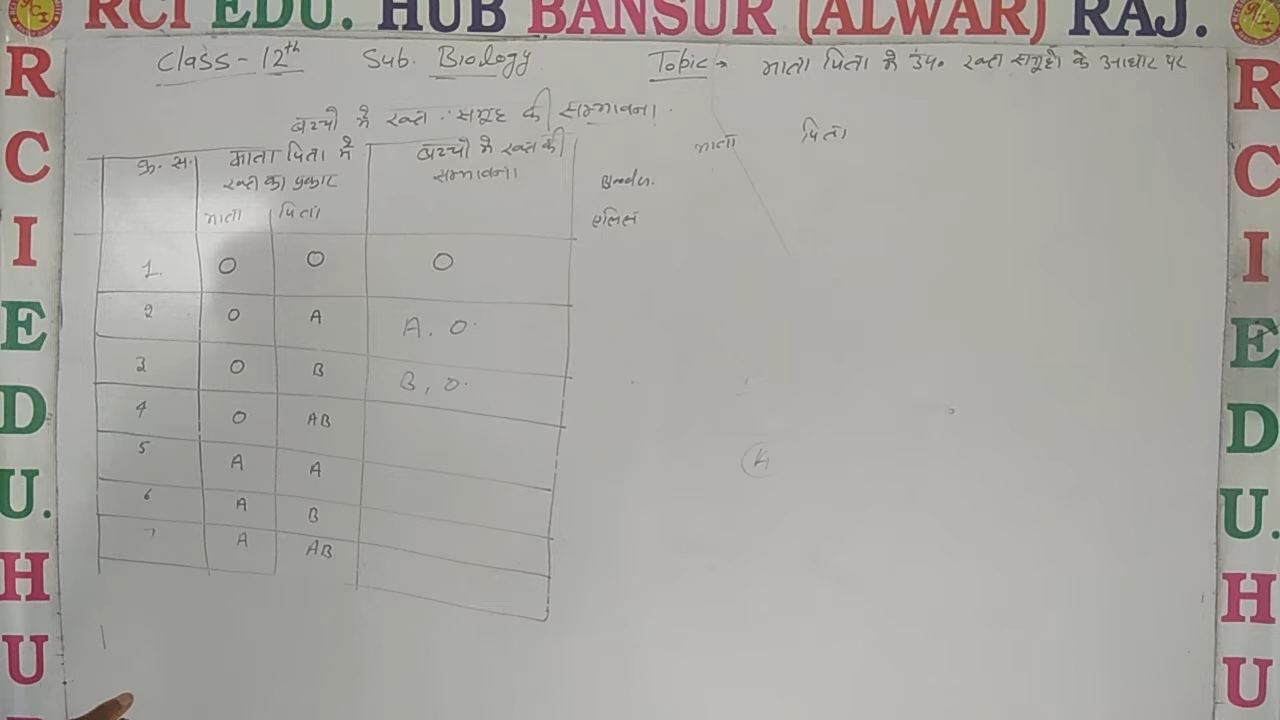 RCI EDU. HUB BANSUR (ALWAR) RAJ.
Class - 12th Sub. Biology Topic → माता पिता मे उप० रक्त समूहो के आधार पर
बच्चो मे रक्त समूह की सम्भावना।
माता पिता
क्र. स. माता पिता मे रक्त का प्रकार बच्चो मे रक्त की सम्भावना।
माता पिता
एलिल
1. O O O
2 O A A. O.
3 O B B, O.
4 O AB
5 A A
6 A B
7 A AB
A
R
C
I
E
D
U.
H
U
R
C
I
E
D
U.
H
U